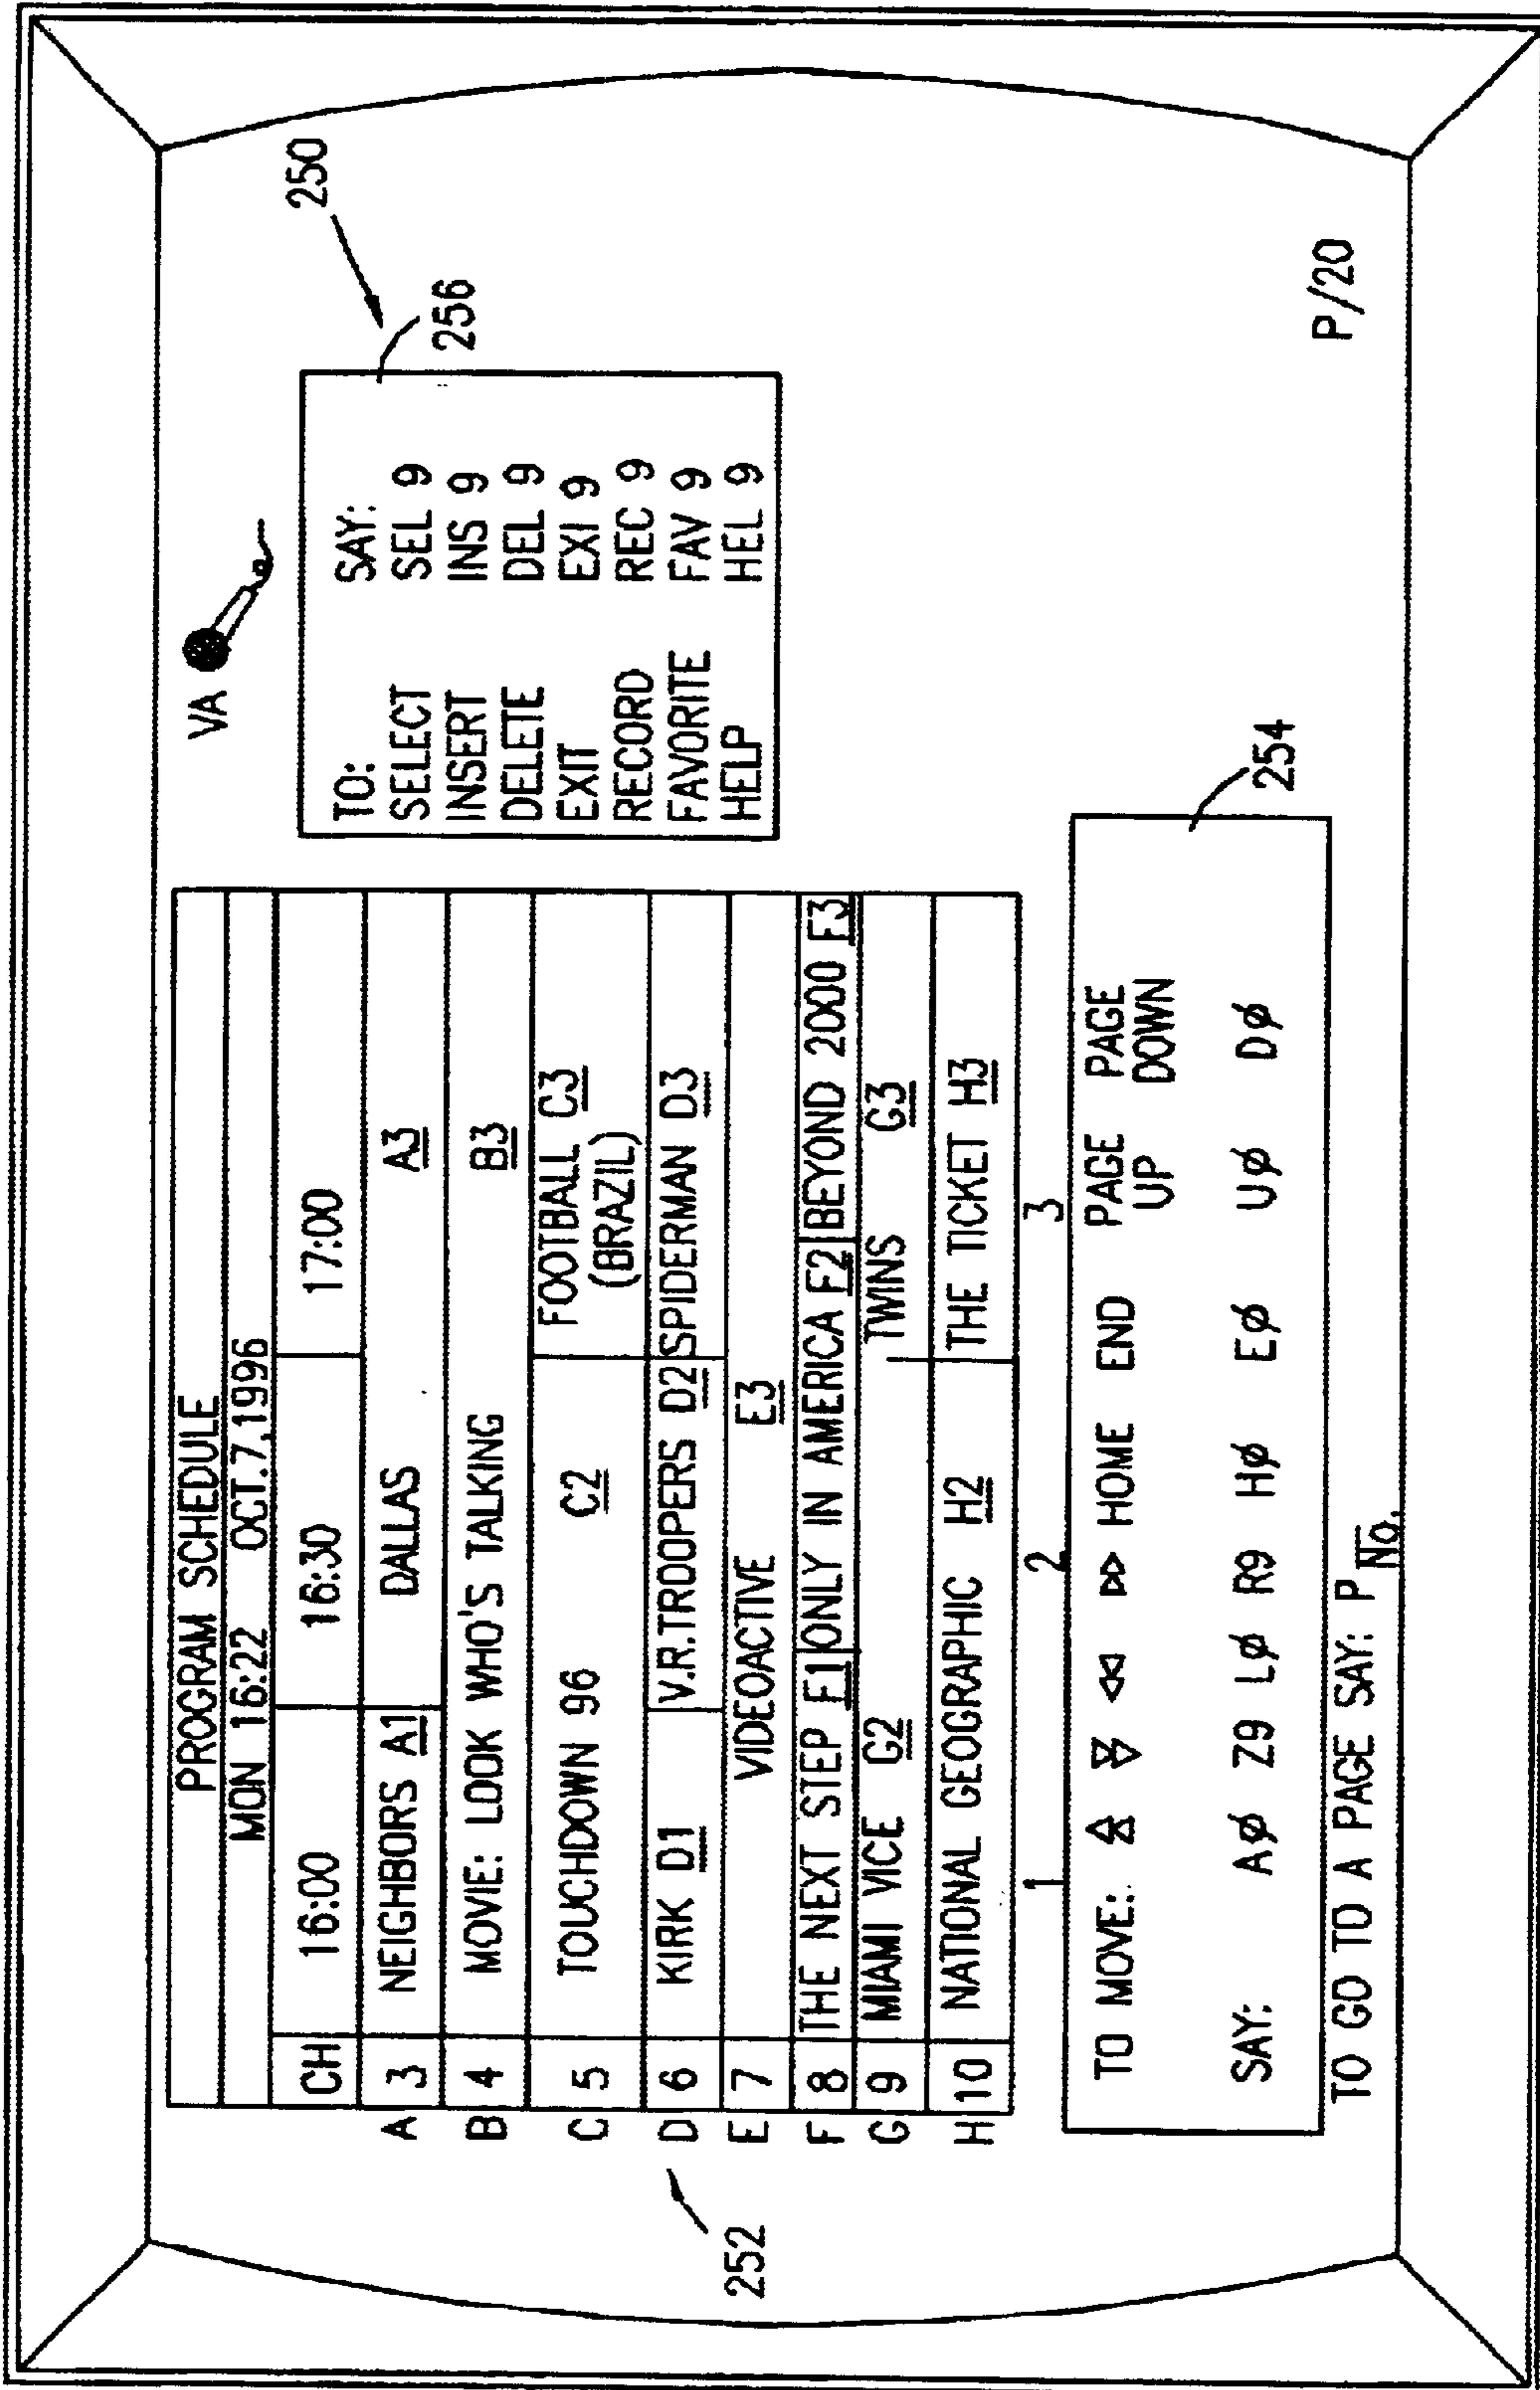 250
VA
PROGRAM SCHEDULE
MON 16:22 OCT.7,1996
CH 16:00 16:30 17:00
A 3 NEIGHBORS A1 DALLAS A3
B 4 MOVIE: LOOK WHO'S TALKING B3
C 5 TOUCHDOWN 96 C2 FOOTBALL C3
(BRAZIL)
D 6 KIRK D1 V.R.TROOPERS D2 SPIDERMAN D3
E 7 VIDEOACTIVE E3
F 8 THE NEXT STEP F1 ONLY IN AMERICA F2 BEYOND 2000 F3
G 9 MIAMI VICE G2 TWINS G3
H 10 NATIONAL GEOGRAPHIC H2 THE TICKET H3
1 2 3
252
TO: SAY:
SELECT SEL 9
INSERT INS 9
DELETE DEL 9
EXIT EXI 9
RECORD REC 9
FAVORITE FAV 9
HELP HEL 9
256
TO MOVE: HOME END PAGE PAGE
UP DOWN
SAY: AØ Z9 LØ R9 HØ EØ UØ DØ
254
TO GO TO A PAGE SAY: P No.
P/20